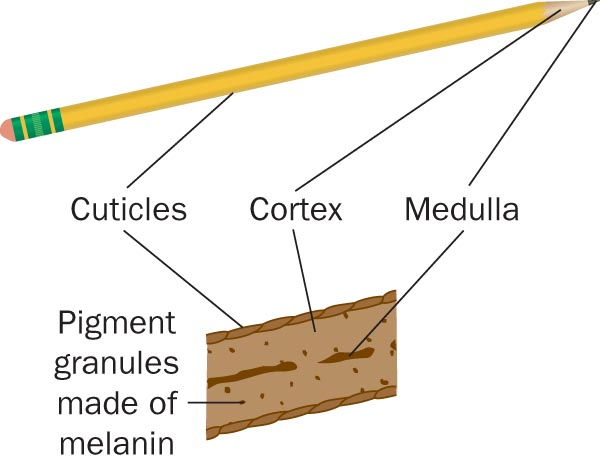 Cuticles
Cortex
Medulla
Pigment
granules
made of
melanin